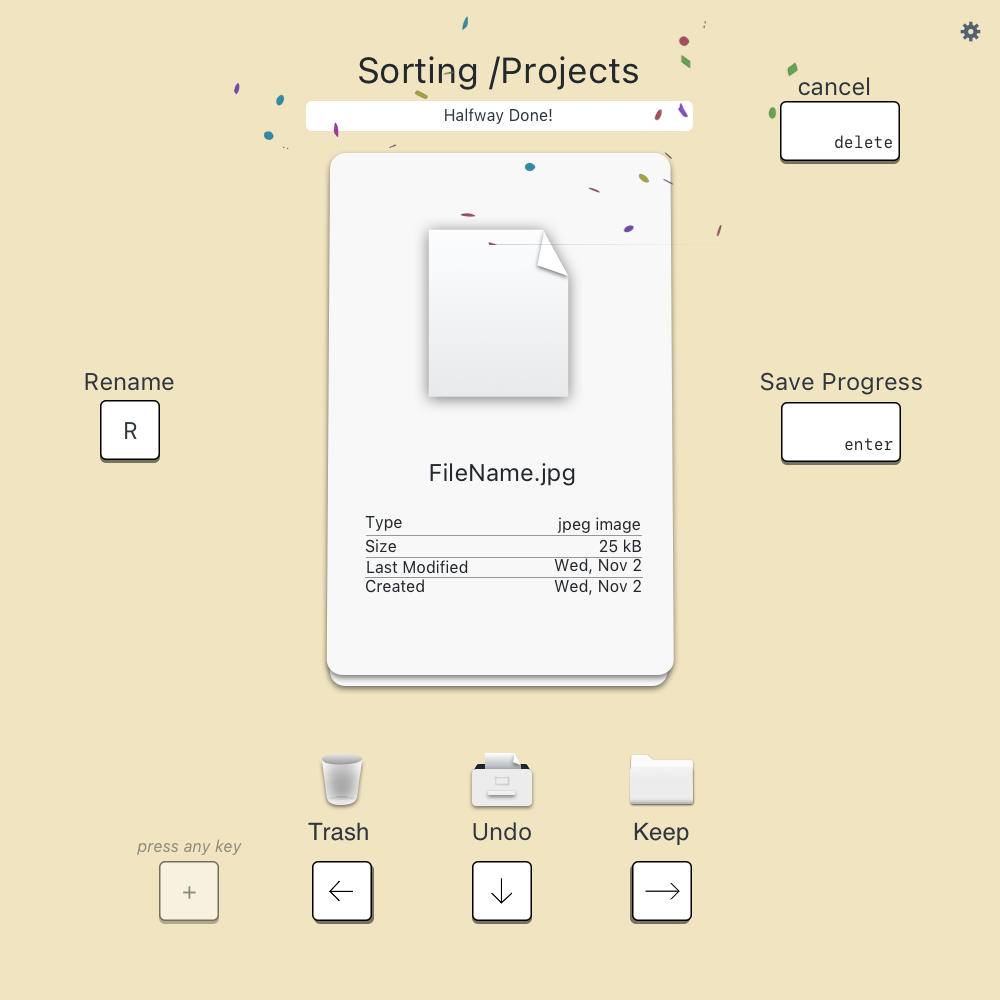 Sorting /Projects
Halfway Done!
cancel
delete
Rename
R
Save Progress
enter
FileName.jpg
Type jpeg image
Size 25 kB
Last Modified Wed, Nov 2
Created Wed, Nov 2
Trash Undo Keep
press any key
+